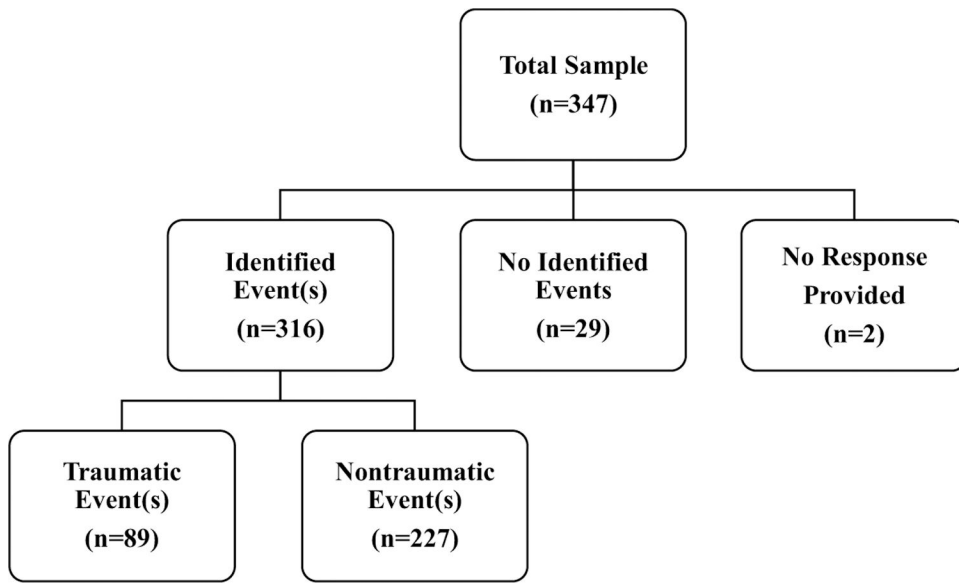 Total Sample
(n=347)
Identified
Event(s)
(n=316)
No Identified
Events
(n=29)
No Response
Provided
(n=2)
Traumatic
Event(s)
(n=89)
Nontraumatic
Event(s)
(n=227)